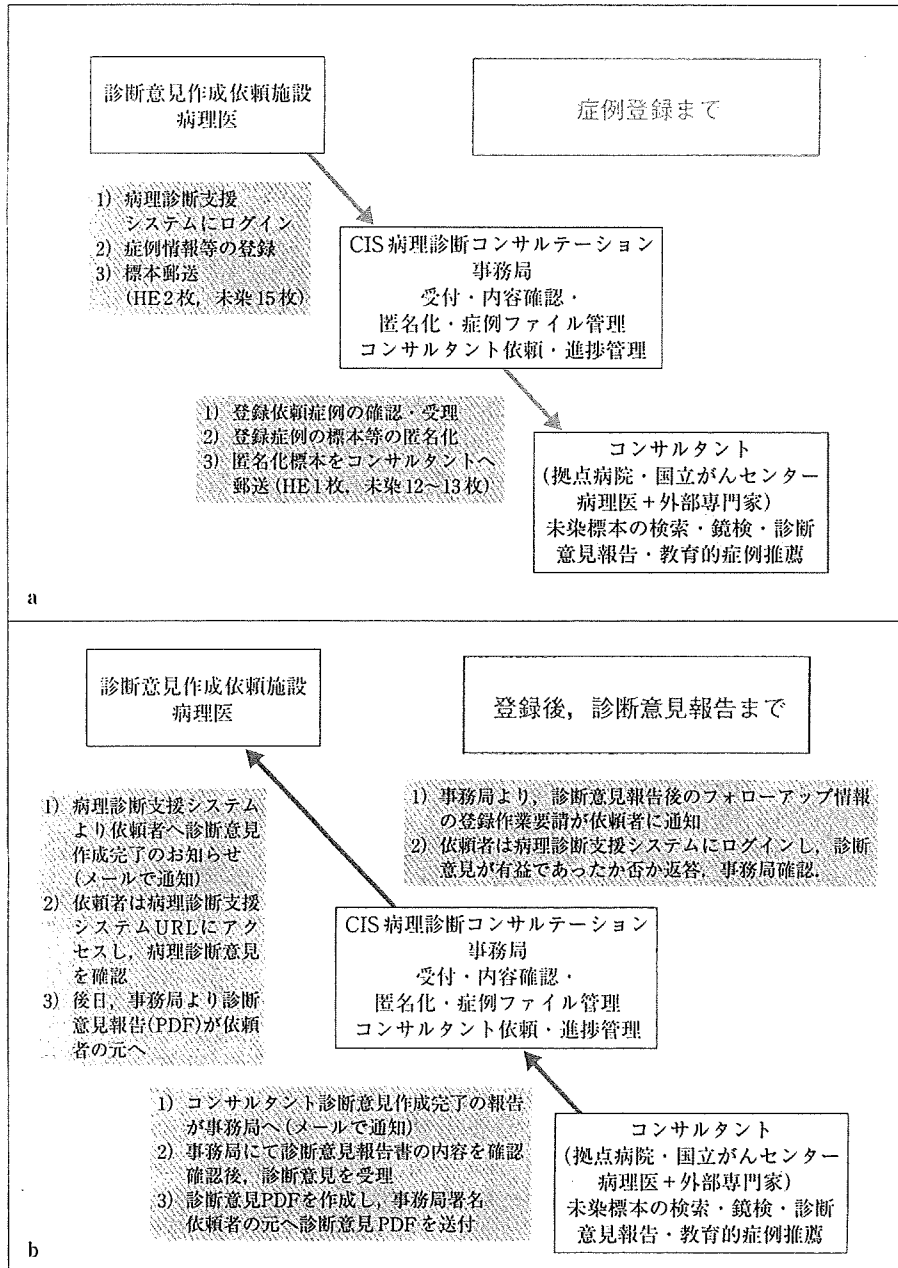 診断意見作成依頼施設
病理医
症例登録まで
1) 病理診断支援
システムにログイン
2) 症例情報等の登録
3) 標本郵送
(HE2枚，未染15枚)
CIS病理診断コンサルテーション
事務局
受付・内容確認・
匿名化・症例ファイル管理
コンサルタント依頼・進捗管理
1) 登録依頼症例の確認・受理
2) 登録症例の標本等の匿名化
3) 匿名化標本をコンサルタントへ
郵送(HE1枚，未染12～13枚)
コンサルタント
(拠点病院・国立がんセンター
病理医＋外部専門家)
未染標本の検索・鏡検・診断
意見報告・教育的症例推薦
a
診断意見作成依頼施設
病理医
登録後，診断意見報告まで
1) 病理診断支援システム
より依頼者へ診断意見
作成完了のお知らせ
(メールで通知)
2) 依頼者は病理診断支援
システムURLにアク
セスし，病理診断意見
を確認
3) 後日，事務局より診断
意見報告(PDF)が依頼
者の元へ
1) 事務局より，診断意見報告後のフォローアップ情報
の登録作業要請が依頼者に通知
2) 依頼者は病理診断支援システムにログインし，診断
意見が有益であったか否か返答，事務局確認．
CIS病理診断コンサルテーション
事務局
受付・内容確認・
匿名化・症例ファイル管理
コンサルタント依頼・進捗管理
1) コンサルタント診断意見作成完了の報告
が事務局へ(メールで通知)
2) 事務局にて診断意見報告書の内容を確認
確認後，診断意見を受理
3) 診断意見PDFを作成し，事務局署名
依頼者の元へ診断意見PDFを送付
コンサルタント
(拠点病院・国立がんセンター
病理医＋外部専門家)
未染標本の検索・鏡検・診断
意見報告・教育的症例推薦
b